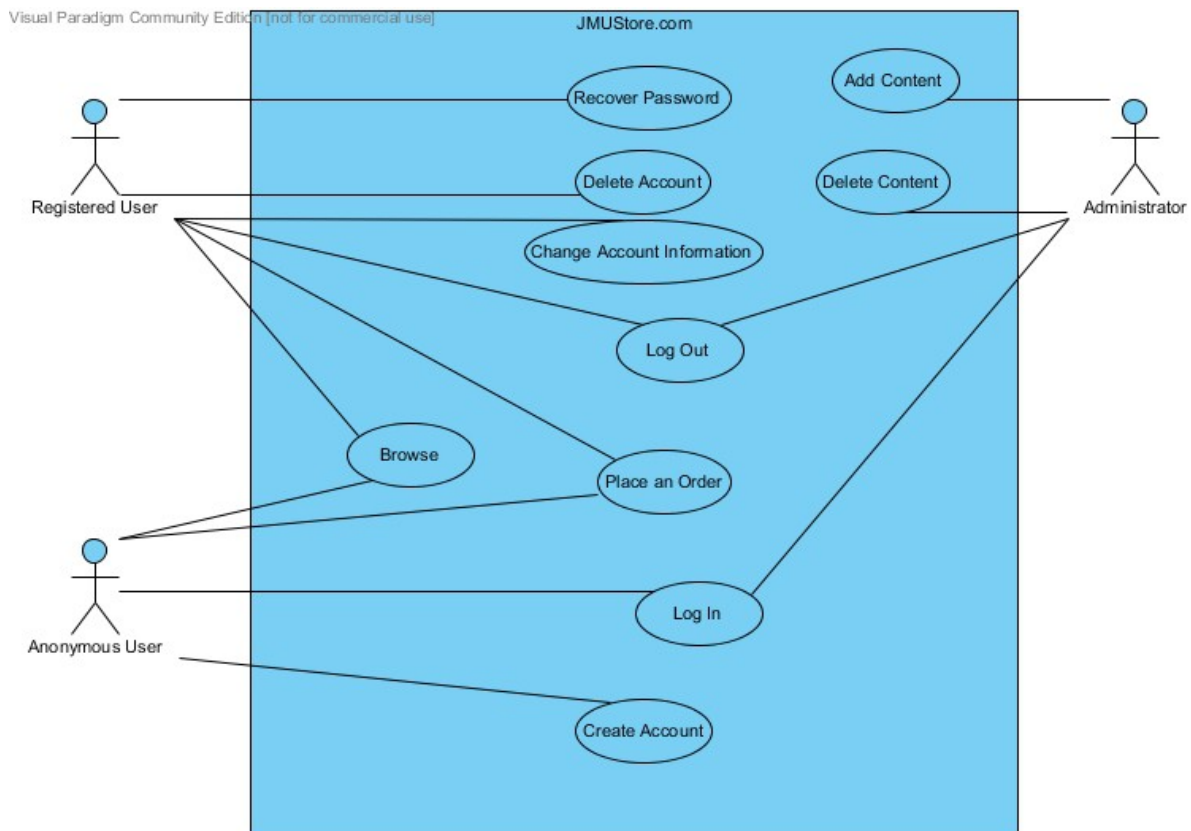 Visual Paradigm Community Edition [not for commercial use]
JMUStore.com
Add Content
Recover Password
Delete Account
Delete Content
Registered User
Administrator
Change Account Information
Log Out
Browse
Place an Order
Log In
Anonymous User
Create Account